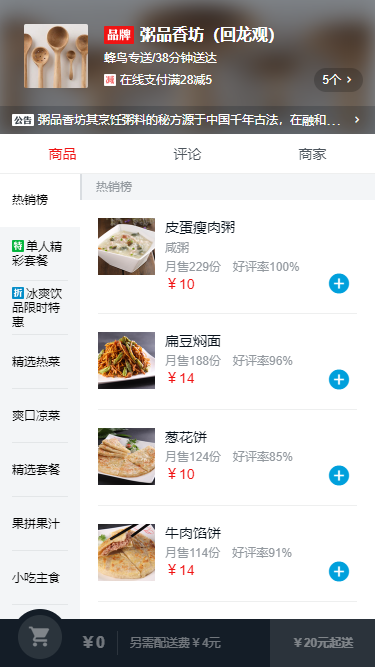 品牌 粥品香坊（回龙观）
蜂鸟专送/38分钟送达
减 在线支付满28减5
5个 >
公告 粥品香坊其烹饪粥料的秘方源于中国千年古法，在融和... >
商品 评论 商家
热销榜
特 单人精
彩套餐
折 冰爽饮
品限时特
惠
精选热菜
爽口凉菜
精选套餐
果拼果汁
小吃主食
热销榜
皮蛋瘦肉粥
咸粥
月售229份 好评率100%
￥10
扁豆焖面
月售188份 好评率96%
￥14
葱花饼
月售124份 好评率85%
￥10
牛肉馅饼
月售114份 好评率91%
￥14
￥0 另需配送费￥4元 ￥20元起送